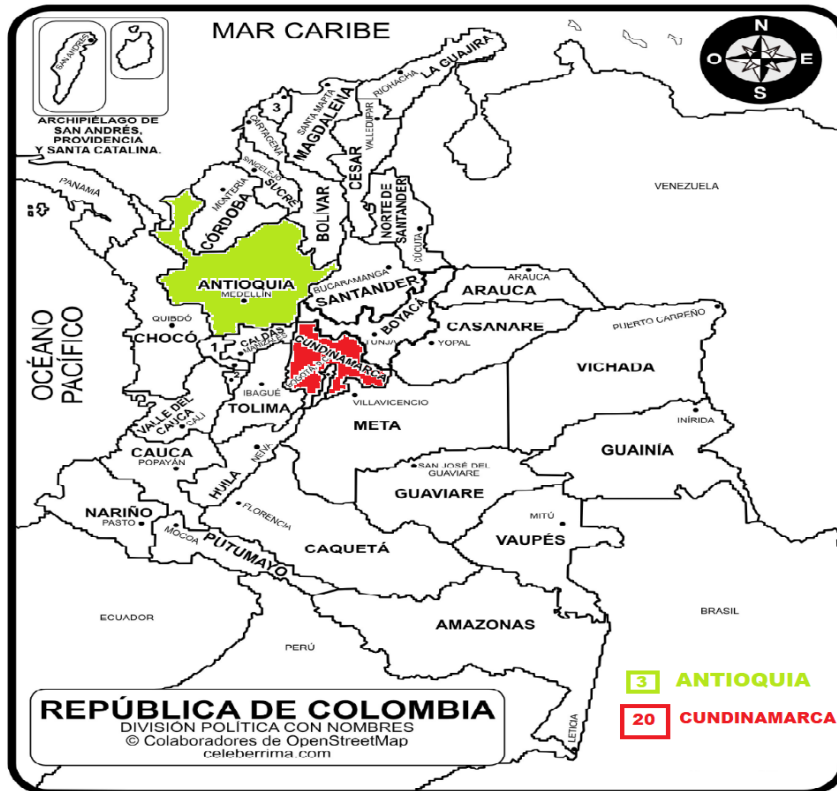 MAR CARIBE
N
O
E
S
SAN ANDRÉS
ARCHIPIÉLAGO DE
SAN ANDRÉS,
PROVIDENCIA
Y SANTA CATALINA.
RIOHACHA
LA GUAJIRA
SANTA MARTA
MAGDALENA
3
CARTAGENA
VALLEDUPAR
CESAR
SINCELEJO
SUCRE
MONTERÍA
CÓRDOBA
BOLÍVAR
NORTE DE
SANTANDER
CÚCUTA
PANAMÁ
VENEZUELA
ANTIOQUIA
MEDELLÍN
BUCARAMANGA
SANTANDER
ARAUCA
ARAUCA
OCÉANO
PACÍFICO
QUIBDÓ
CHOCÓ
BOYACÁ
TUNJA
CASANARE
YOPAL
PUERTO CARREÑO
VICHADA
1
CALDAS
MANIZALES
CUNDINAMARCA
2
IBAGUÉ
TOLIMA
VILLAVICENCIO
META
VALLE DEL
CAUCA
CALI
INÍRIDA
GUAINÍA
CAUCA
POPAYÁN
NEIVA
HUILA
SAN JOSÉ DEL
GUAVIARE
GUAVIARE
NARIÑO
PASTO
MOCOA
PUTUMAYO
FLORENCIA
CAQUETÁ
MITÚ
VAUPÉS
ECUADOR
PERÚ
AMAZONAS
BRASIL
LETICIA
3 ANTIOQUIA
20 CUNDINAMARCA
REPÚBLICA DE COLOMBIA
DIVISIÓN POLÍTICA CON NOMBRES
© Colaboradores de OpenStreetMap
celeberrima.com